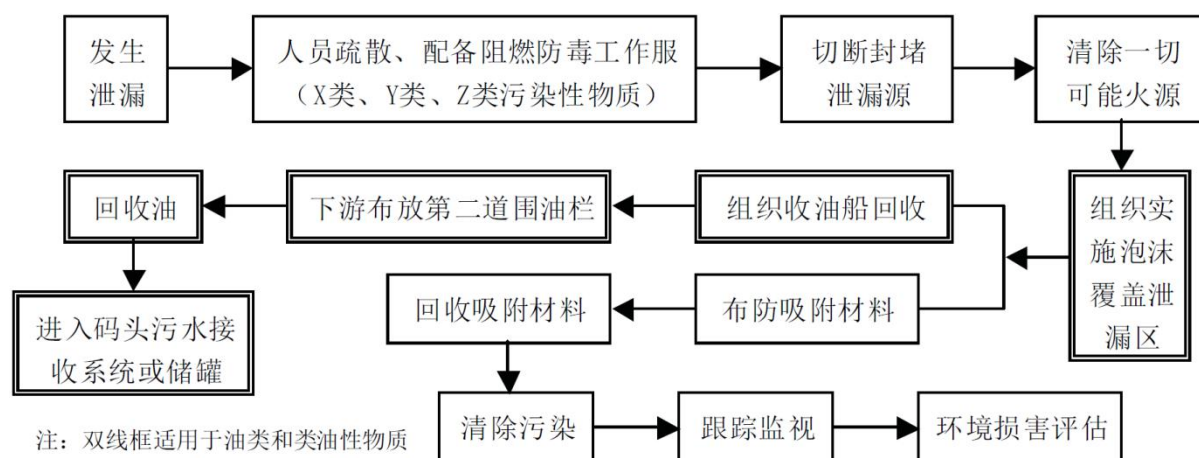 发生
泄漏
人员疏散、配备阻燃防毒工作服
（X类、Y类、Z类污染性物质）
切断封堵
泄漏源
清除一切
可能火源
组织实
施泡沫
覆盖泄
漏区
组织收油船回收
下游布放第二道围油栏
回收油
进入码头污水接
收系统或储罐
布防吸附材料
回收吸附材料
清除污染
跟踪监视
环境损害评估
注：双线框适用于油类和类油性物质